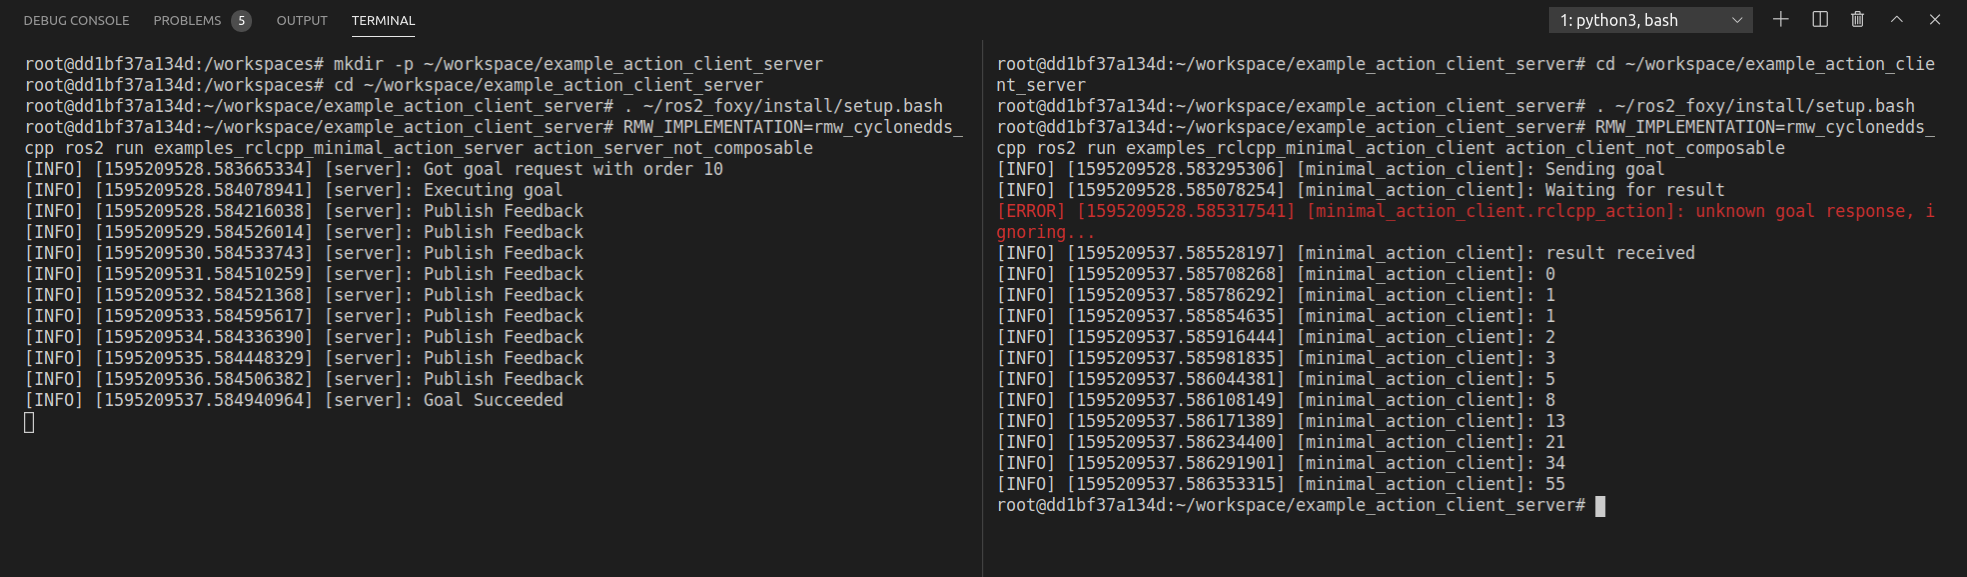 DEBUG CONSOLE PROBLEMS 5 OUTPUT TERMINAL 1: python3, bash
root@dd1bf37a134d:/workspaces# mkdir -p ~/workspace/example_action_client_server
root@dd1bf37a134d:/workspaces# cd ~/workspace/example_action_client_server
root@dd1bf37a134d:~/workspace/example_action_client_server# . ~/ros2_foxy/install/setup.bash
root@dd1bf37a134d:~/workspace/example_action_client_server# RMW_IMPLEMENTATION=rmw_cyclonedds_
cpp ros2 run examples_rclcpp_minimal_action_server action_server_not_composable
[INFO] [1595209528.583665334] [server]: Got goal request with order 10
[INFO] [1595209528.584078941] [server]: Executing goal
[INFO] [1595209528.584216038] [server]: Publish Feedback
[INFO] [1595209529.584526014] [server]: Publish Feedback
[INFO] [1595209530.584533743] [server]: Publish Feedback
[INFO] [1595209531.584510259] [server]: Publish Feedback
[INFO] [1595209532.584521368] [server]: Publish Feedback
[INFO] [1595209533.584595617] [server]: Publish Feedback
[INFO] [1595209534.584336390] [server]: Publish Feedback
[INFO] [1595209535.584448329] [server]: Publish Feedback
[INFO] [1595209536.584506382] [server]: Publish Feedback
[INFO] [1595209537.584940964] [server]: Goal Succeeded
root@dd1bf37a134d:~/workspace/example_action_client_server# cd ~/workspace/example_action_clie
nt_server
root@dd1bf37a134d:~/workspace/example_action_client_server# . ~/ros2_foxy/install/setup.bash
root@dd1bf37a134d:~/workspace/example_action_client_server# RMW_IMPLEMENTATION=rmw_cyclonedds_
cpp ros2 run examples_rclcpp_minimal_action_client action_client_not_composable
[INFO] [1595209528.583295306] [minimal_action_client]: Sending goal
[INFO] [1595209528.585078254] [minimal_action_client]: Waiting for result
[ERROR] [1595209528.585317541] [minimal_action_client.rclcpp_action]: unknown goal response, i
gnoring...
[INFO] [1595209537.585528197] [minimal_action_client]: result received
[INFO] [1595209537.585708268] [minimal_action_client]: 0
[INFO] [1595209537.585786292] [minimal_action_client]: 1
[INFO] [1595209537.585854635] [minimal_action_client]: 1
[INFO] [1595209537.585916444] [minimal_action_client]: 2
[INFO] [1595209537.585981835] [minimal_action_client]: 3
[INFO] [1595209537.586044381] [minimal_action_client]: 5
[INFO] [1595209537.586108149] [minimal_action_client]: 8
[INFO] [1595209537.586171389] [minimal_action_client]: 13
[INFO] [1595209537.586234400] [minimal_action_client]: 21
[INFO] [1595209537.586291901] [minimal_action_client]: 34
[INFO] [1595209537.586353315] [minimal_action_client]: 55
root@dd1bf37a134d:~/workspace/example_action_client_server#